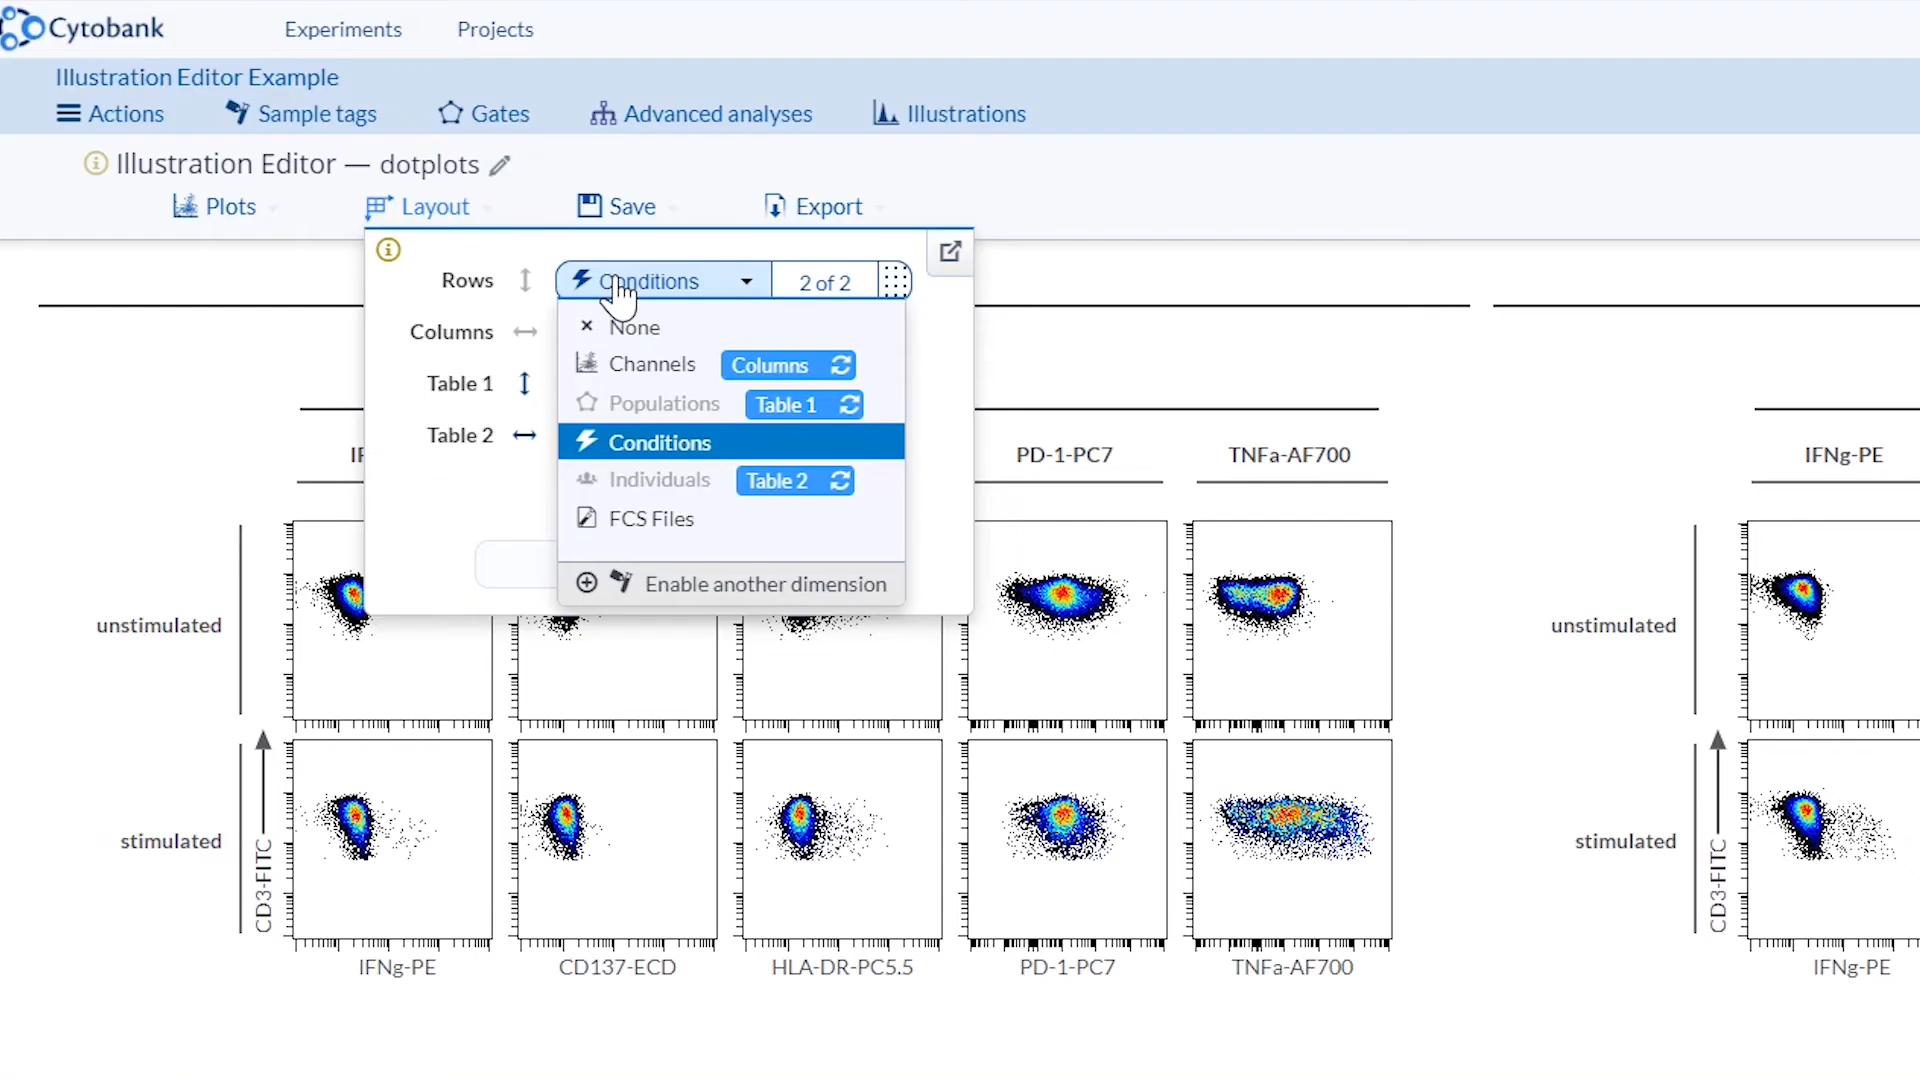 Cytobank
Experiments
Projects
Illustration Editor Example
Actions
Sample tags
Gates
Advanced analyses
Illustrations
Illustration Editor — dotplots
Plots
Layout
Save
Export
Rows
Conditions
2 of 2
Columns
Table 1
Table 2
None
Channels
Columns
Populations
Table 1
Conditions
Individuals
Table 2
FCS Files
Enable another dimension
PD-1-PC7
TNFa-AF700
IFNg-PE
unstimulated
unstimulated
stimulated
stimulated
CD3-FITC
CD3-FITC
IFNg-PE
CD137-ECD
HLA-DR-PC5.5
PD-1-PC7
TNFa-AF700
IFNg-PE